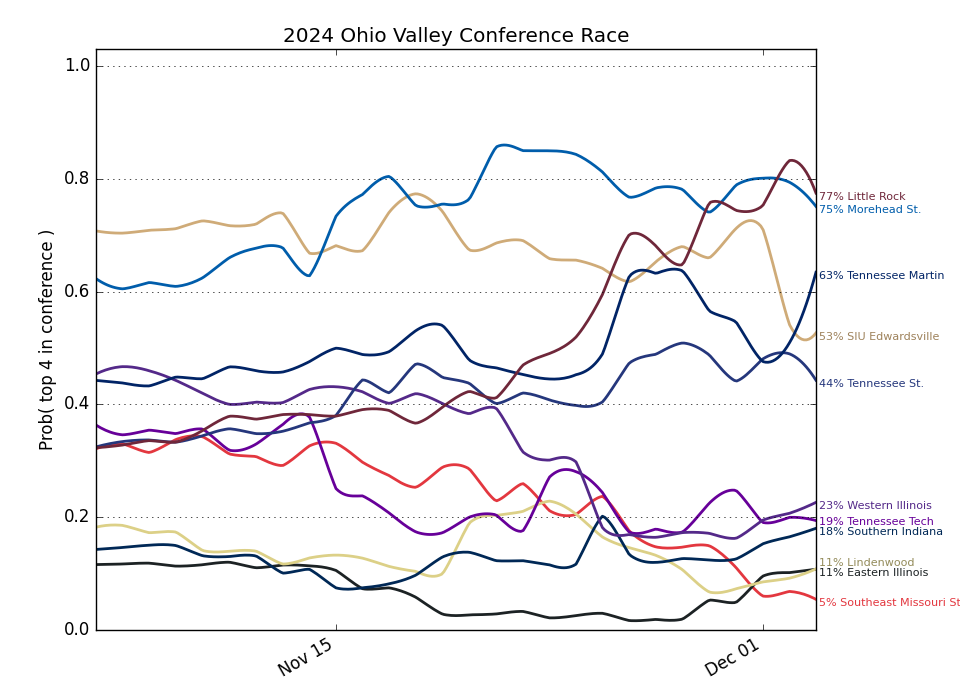 2024 Ohio Valley Conference Race
Prob( top 4 in conference )
1.0
0.8
0.6
0.4
0.2
0.0
Nov 15
Dec 01
77% Little Rock
75% Morehead St.
63% Tennessee Martin
53% SIU Edwardsville
44% Tennessee St.
23% Western Illinois
19% Tennessee Tech
18% Southern Indiana
11% Lindenwood
11% Eastern Illinois
5% Southeast Missouri St